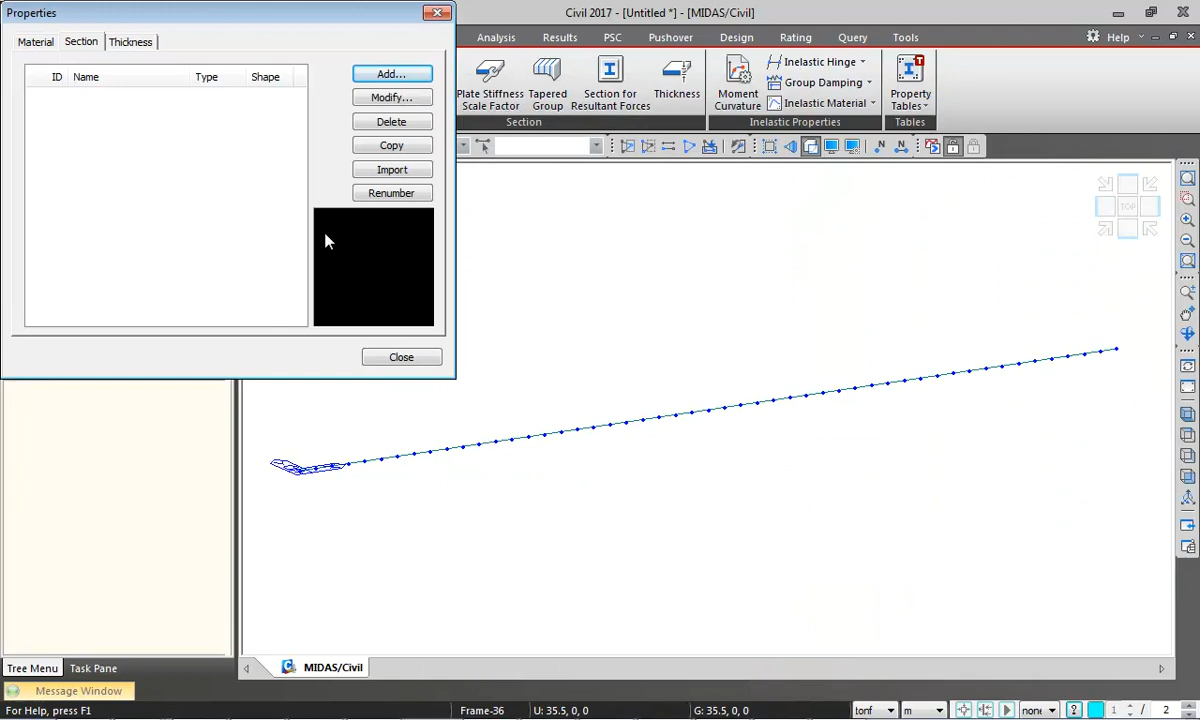 Properties
Civil 2017 - [Untitled *] - [MIDAS/Civil]
Analysis Results PSC Pushover Design Rating Query Tools Help
Material Section Thickness
ID Name Type Shape
Add...
Modify...
Delete
Copy
Import
Renumber
Close
Plate Stiffness
Scale Factor
Tapered
Group
Section for
Resultant Forces
Thickness
Section
Moment
Curvature
Inelastic Hinge
Group Damping
Inelastic Material
Inelastic Properties
Property
Tables
Tables
TOP
Tree Menu Task Pane
MIDAS/Civil
Message Window
For Help, press F1
Frame-36
U: 35.5, 0, 0
G: 35.5, 0, 0
tonf
m
none
? 1 / 2